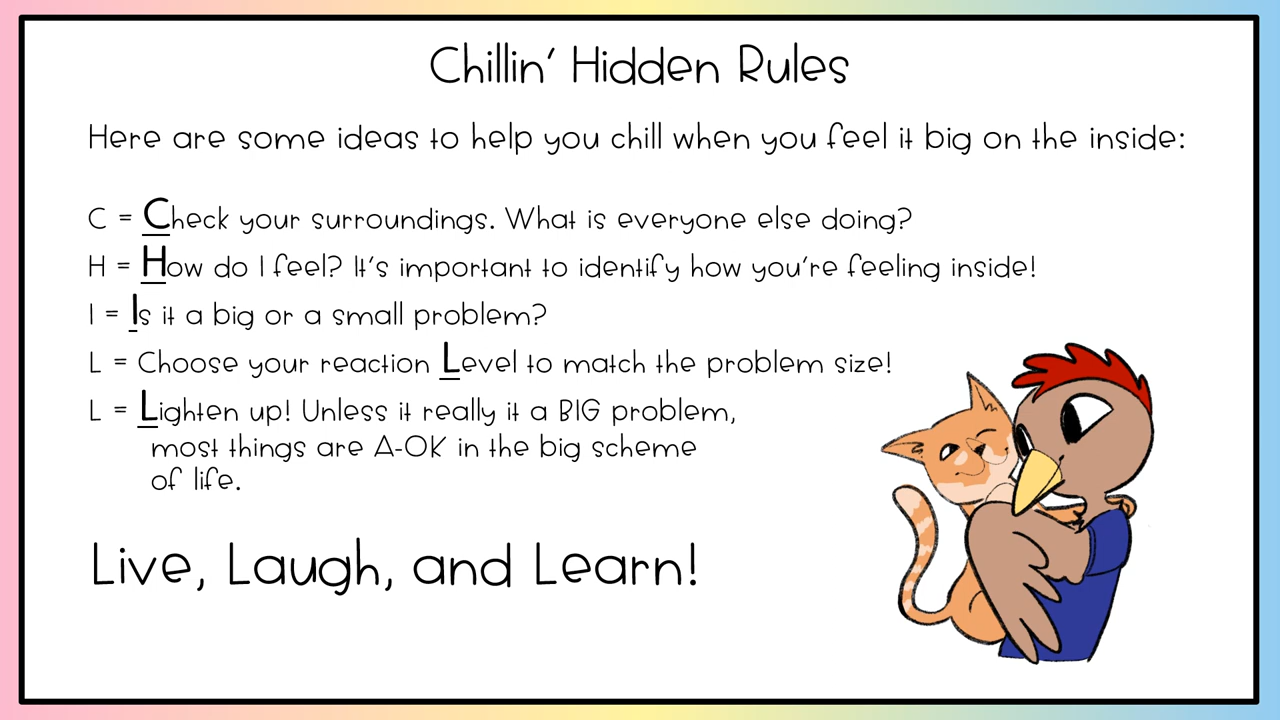 Chillin' Hidden Rules
Here are some ideas to help you chill when you feel it big on the inside:
C = Check your surroundings. What is everyone else doing?
H = How do I feel? It's important to identify how you're feeling inside!
I = Is it a big or a small problem?
L = Choose your reaction Level to match the problem size!
L = Lighten up! Unless it really it a BIG problem,
most things are A-OK in the big scheme
of life.
Live, Laugh, and Learn!